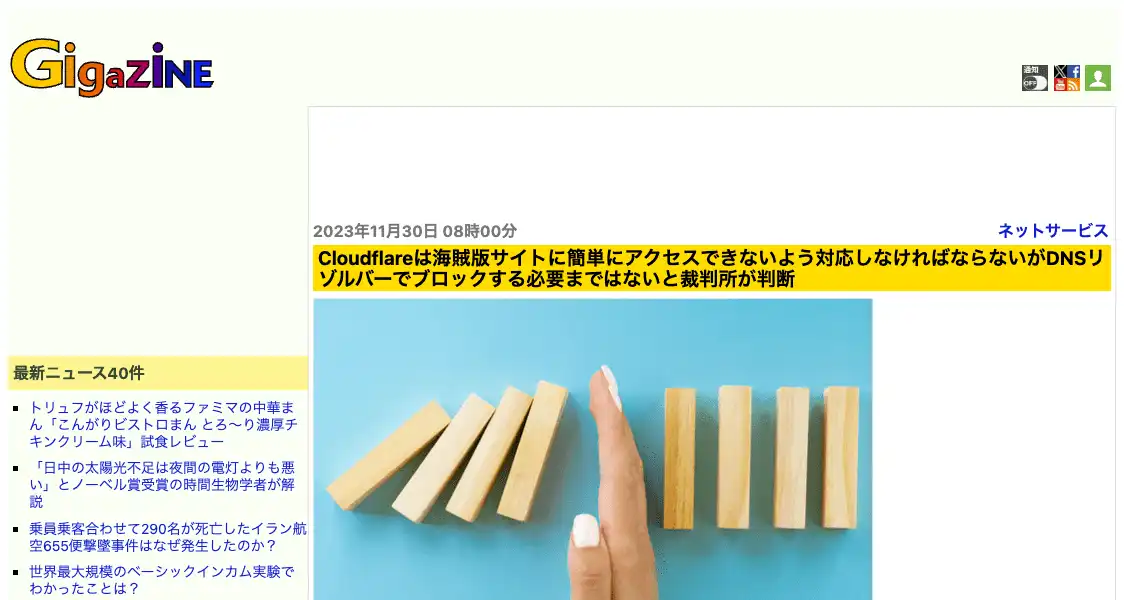 GigaZiNE
通知
OFF
2023年11月30日 08時00分
ネットサービス
Cloudflareは海賊版サイトに簡単にアクセスできないよう対応しなければならないがDNSリ
ゾルバーでブロックする必要まではないと裁判所が判断
最新ニュース40件
トリュフがほどよく香るファミマの中華ま
ん「こんがりビストロまん とろ〜り濃厚チ
キンクリーム味」試食レビュー
「日中の太陽光不足は夜間の電灯よりも悪
い」とノーベル賞受賞の時間生物学者が解
説
乗員乗客合わせて290名が死亡したイラン航
空655便撃墜事件はなぜ発生したのか？
世界最大規模のベーシックインカム実験で
わかったことは？